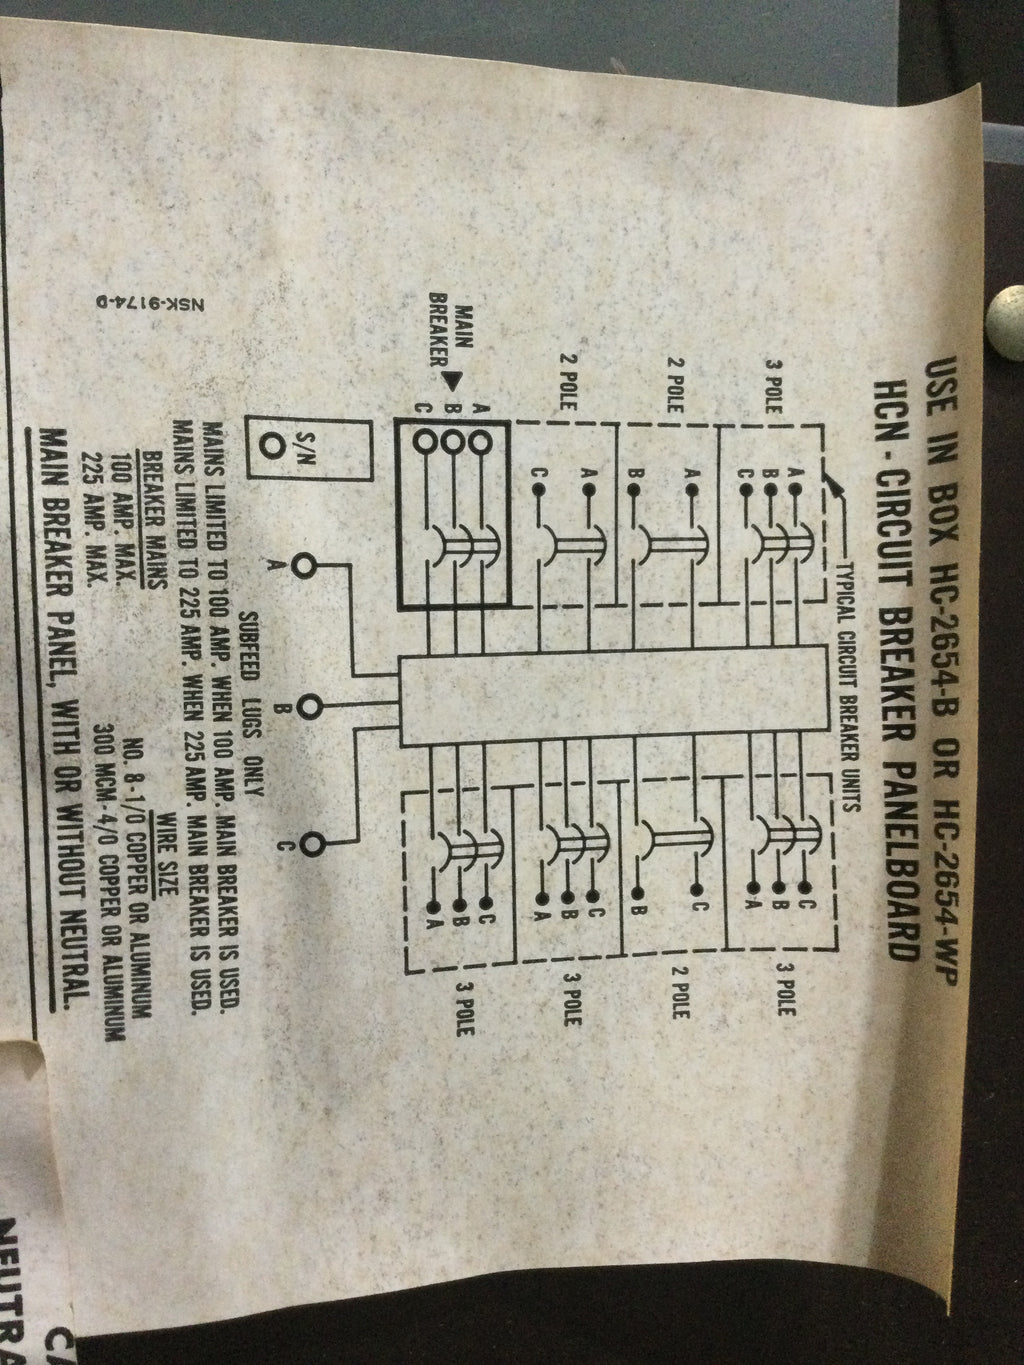 USE IN BOX HC-2654-B OR HC-2654-WP
HCN - CIRCUIT BREAKER PANELBOARD
TYPICAL CIRCUIT BREAKER UNITS
3 POLE
A
B
C
C
B
A
3 POLE
2 POLE
A
B
C
B
2 POLE
2 POLE
A
C
C
B
A
3 POLE
MAIN
BREAKER
A
B
C
C
B
A
3 POLE
S/N
A
B
C
SUBFEED LUGS ONLY
MAINS LIMITED TO 100 AMP. WHEN 100 AMP. MAIN BREAKER IS USED.
MAINS LIMITED TO 225 AMP. WHEN 225 AMP. MAIN BREAKER IS USED.
BREAKER MAINS WIRE SIZE
100 AMP. MAX. NO. 8-1/0 COPPER OR ALUMINUM
225 AMP. MAX. 300 MCM-4/0 COPPER OR ALUMINUM
MAIN BREAKER PANEL, WITH OR WITHOUT NEUTRAL.
NSK-9174-D